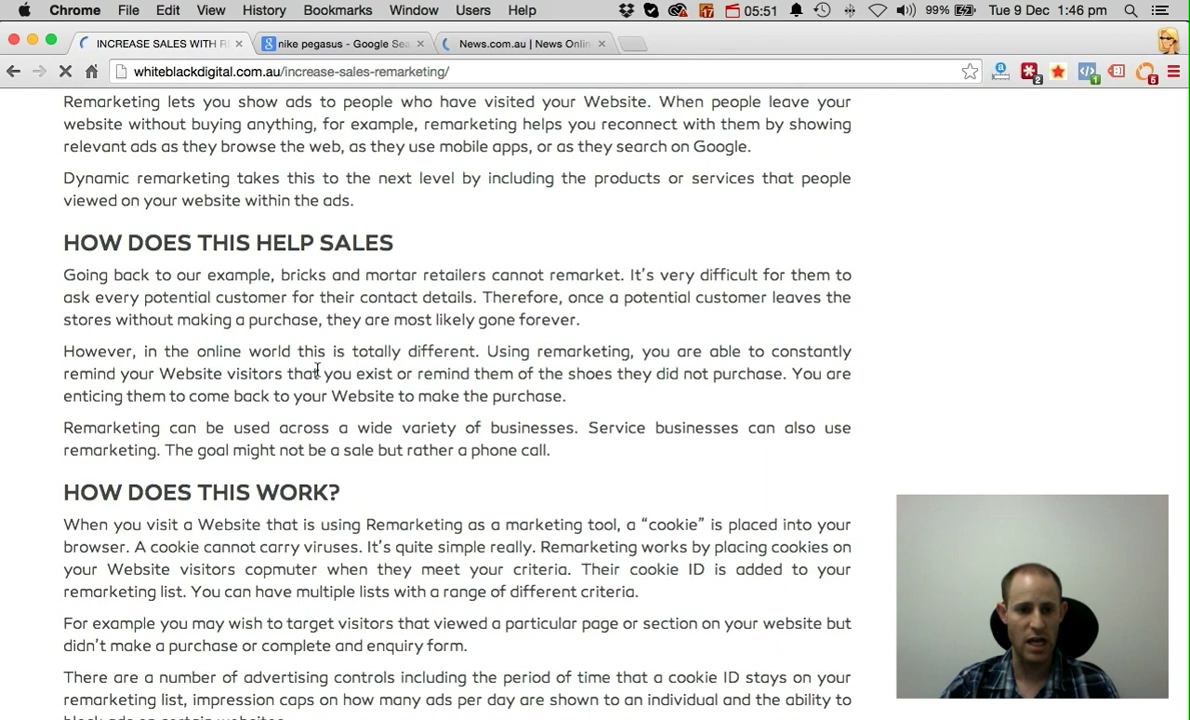 Chrome File Edit View History Bookmarks Window Users Help 17 05:51 99% Tue 9 Dec 1:46 pm
INCREASE SALES WITH nike pegasus - Google Sea News.com.au | News Onlin
whiteblackdigital.com.au/increase-sales-remarketing/ 2 1 5
Remarketing lets you show ads to people who have visited your Website. When people leave your
website without buying anything, for example, remarketing helps you reconnect with them by showing
relevant ads as they browse the web, as they use mobile apps, or as they search on Google.
Dynamic remarketing takes this to the next level by including the products or services that people
viewed on your website within the ads.
HOW DOES THIS HELP SALES
Going back to our example, bricks and mortar retailers cannot remarket. It's very difficult for them to
ask every potential customer for their contact details. Therefore, once a potential customer leaves the
stores without making a purchase, they are most likely gone forever.
However, in the online world this is totally different. Using remarketing, you are able to constantly
remind your Website visitors that you exist or remind them of the shoes they did not purchase. You are
enticing them to come back to your Website to make the purchase.
Remarketing can be used across a wide variety of businesses. Service businesses can also use
remarketing. The goal might not be a sale but rather a phone call.
HOW DOES THIS WORK?
When you visit a Website that is using Remarketing as a marketing tool, a “cookie” is placed into your
browser. A cookie cannot carry viruses. It's quite simple really. Remarketing works by placing cookies on
your Website visitors copmuter when they meet your criteria. Their cookie ID is added to your
remarketing list. You can have multiple lists with a range of different criteria.
For example you may wish to target visitors that viewed a particular page or section on your website but
didn't make a purchase or complete and enquiry form.
There are a number of advertising controls including the period of time that a cookie ID stays on your
remarketing list, impression caps on how many ads per day are shown to an individual and the ability to
block ads on certain websites.